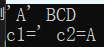 'A' BCD
c1=' c2=A